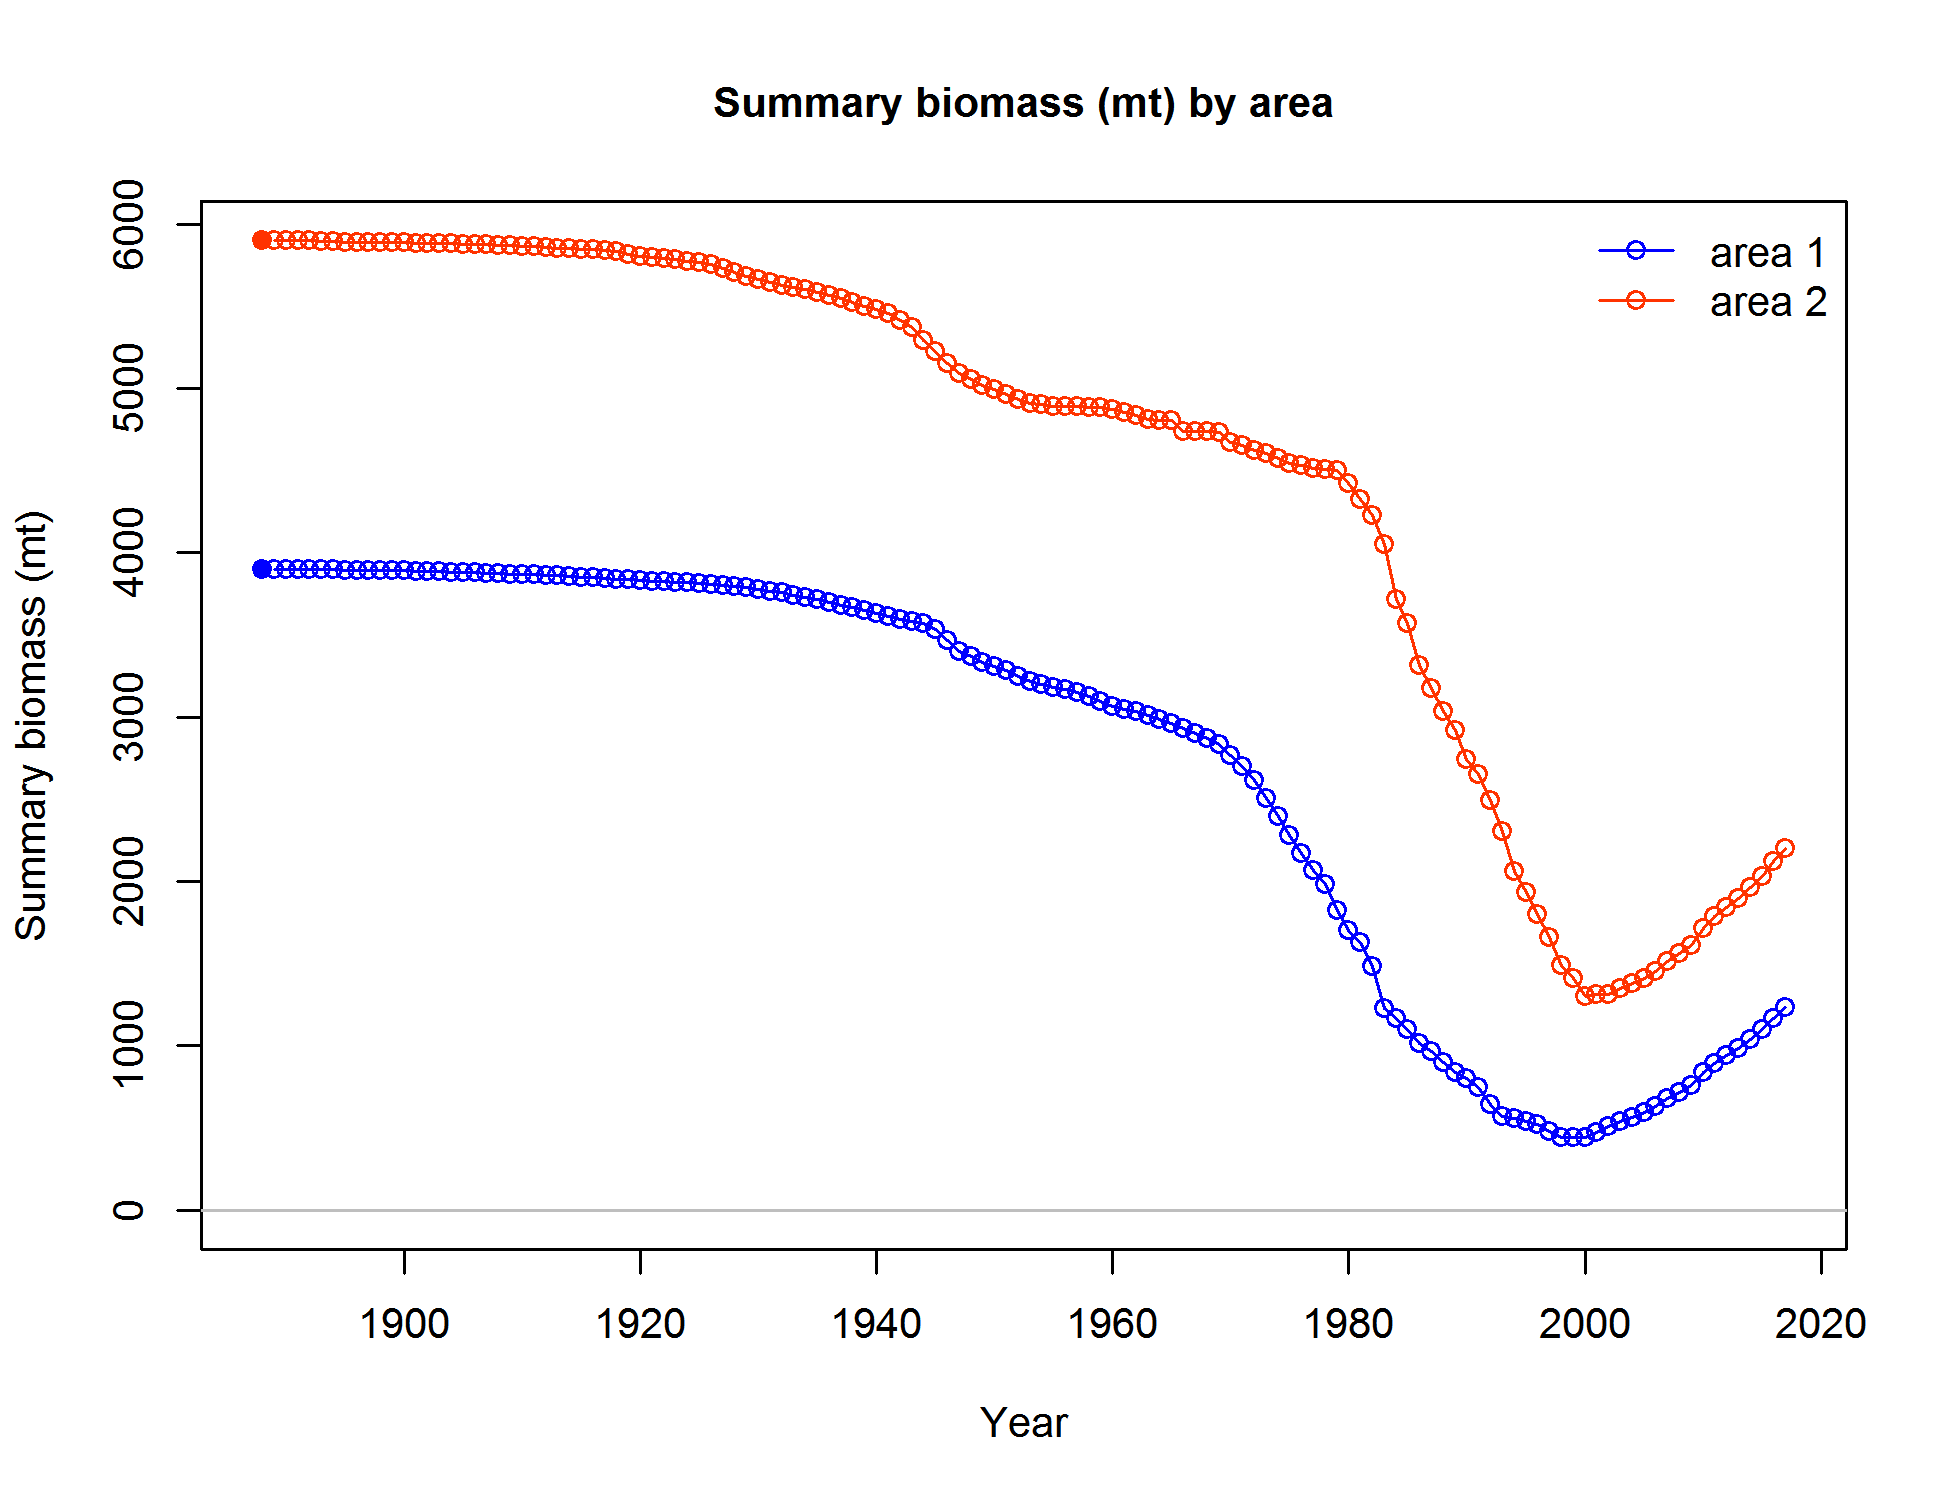 Summary biomass (mt) by area
area 1
area 2
Summary biomass (mt)
6000
5000
4000
3000
2000
1000
0
1900 1920 1940 1960 1980 2000 2020
Year